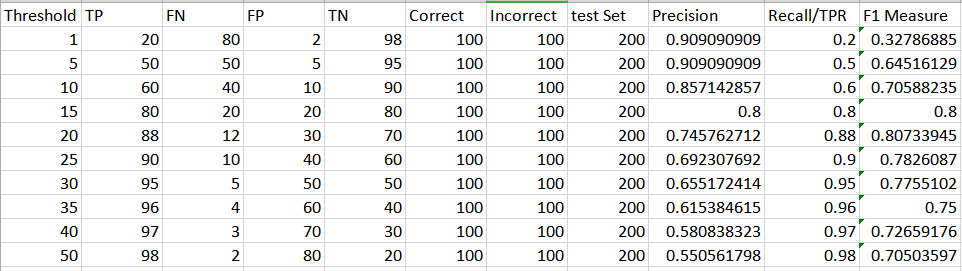 Threshold TP FN FP TN Correct Incorrect test Set Precision Recall/TPR F1 Measure
1 20 80 2 98 100 100 200 0.909090909 0.2 0.32786885
5 50 50 5 95 100 100 200 0.909090909 0.5 0.64516129
10 60 40 10 90 100 100 200 0.857142857 0.6 0.70588235
15 80 20 20 80 100 100 200 0.8 0.8 0.8
20 88 12 30 70 100 100 200 0.745762712 0.88 0.80733945
25 90 10 40 60 100 100 200 0.692307692 0.9 0.7826087
30 95 5 50 50 100 100 200 0.655172414 0.95 0.7755102
35 96 4 60 40 100 100 200 0.615384615 0.96 0.75
40 97 3 70 30 100 100 200 0.580838323 0.97 0.72659176
50 98 2 80 20 100 100 200 0.550561798 0.98 0.70503597